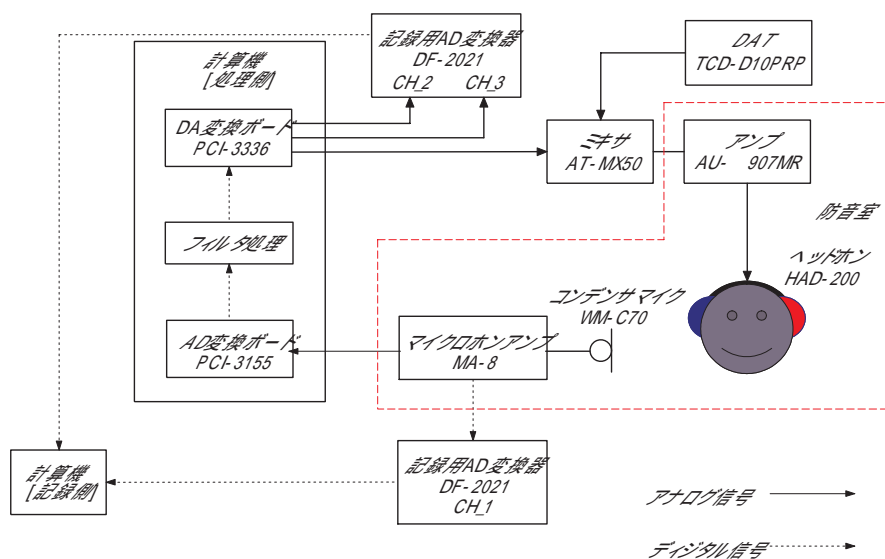 記録用AD変換器
DF-2021
CH_2 CH_3
DAT
TCD-D10PRP
計算機
[処理側]
DA変換ボード
PCI-3336
ミキサ
AT-MX50
アンプ
AU- 907MR
防音室
フィルタ処理
ヘッドホン
HAD-200
コンデンサマイク
WM-C70
AD変換ボード
PCI-3155
マイクロホンアンプ
MA-8
計算機
[記録側]
記録用AD変換器
DF-2021
CH_1
アナログ信号
ディジタル信号